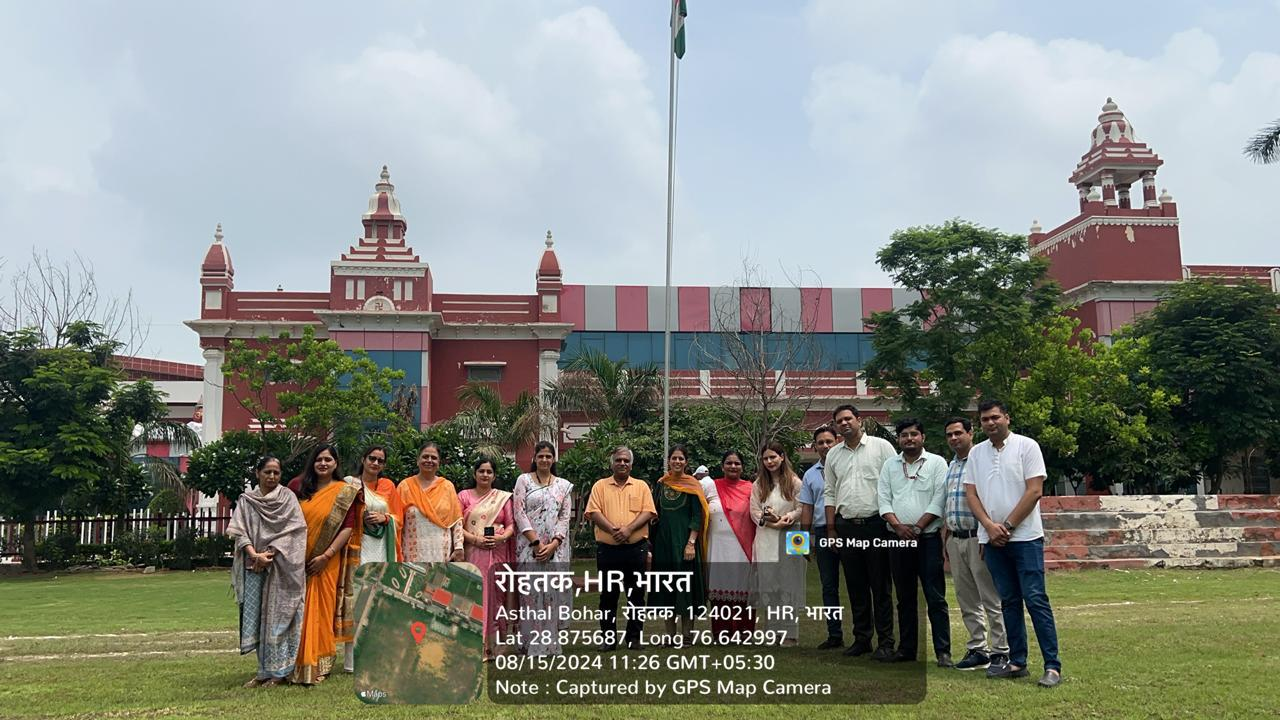 GPS Map Camera
रोहतक,HR,भारत
Asthal Bohar, रोहतक, 124021, HR, भारत
Lat 28.875687, Long 76.642997
08/15/2024 11:26 GMT+05:30
Note : Captured by GPS Map Camera
Maps